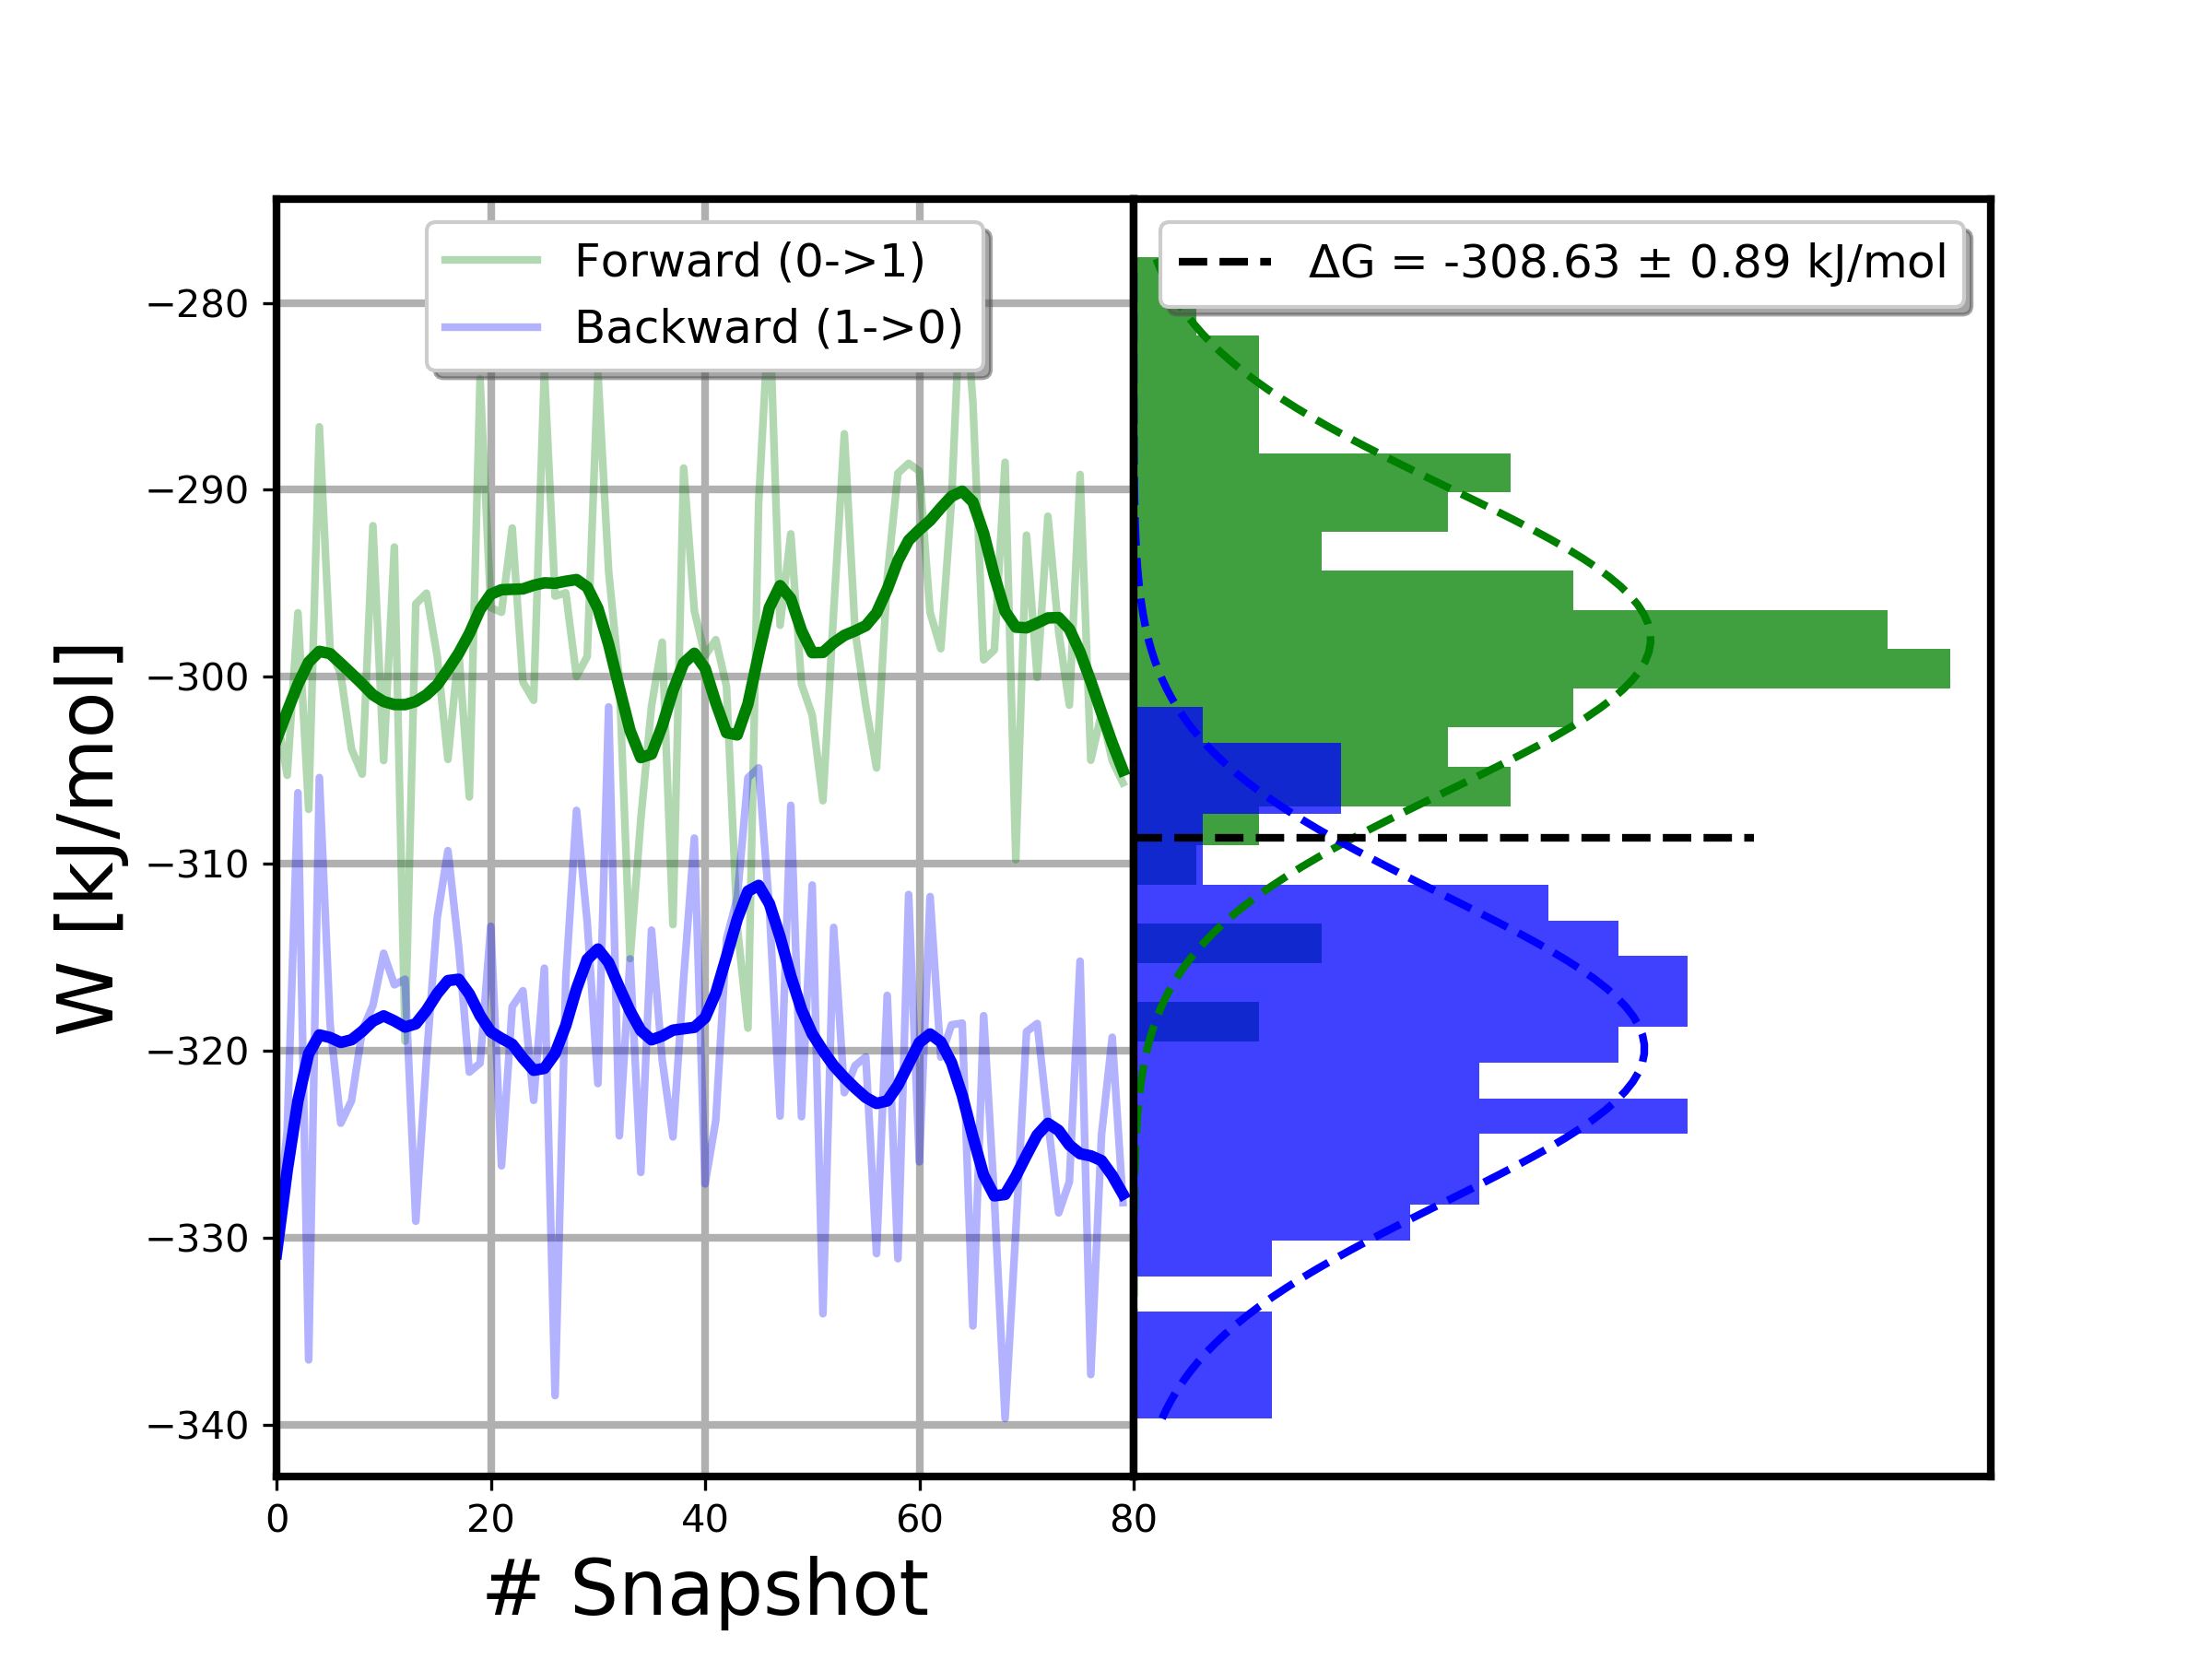 Forward (0->1)
Backward (1->0)
ΔG = -308.63 ± 0.89 kJ/mol
−280
−290
−300
−310
−320
−330
−340
W [kJ/mol]
0 20 40 60 80
# Snapshot